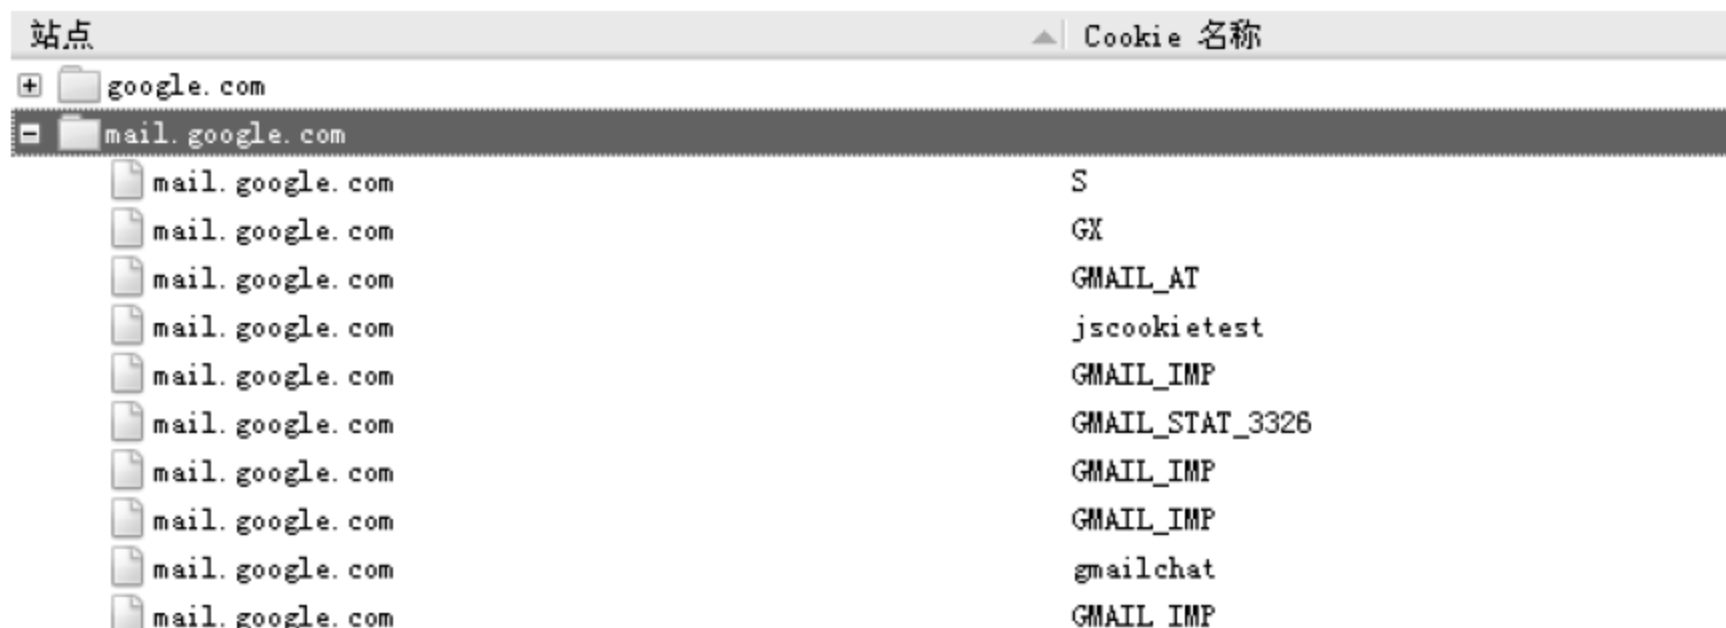 站点 Cookie 名称
google.com
mail.google.com
mail.google.com S
mail.google.com GX
mail.google.com GMAIL_AT
mail.google.com jscookietest
mail.google.com GMAIL_IMP
mail.google.com GMAIL_STAT_3326
mail.google.com GMAIL_IMP
mail.google.com GMAIL_IMP
mail.google.com gmailchat
mail.google.com GMAIL_IMP